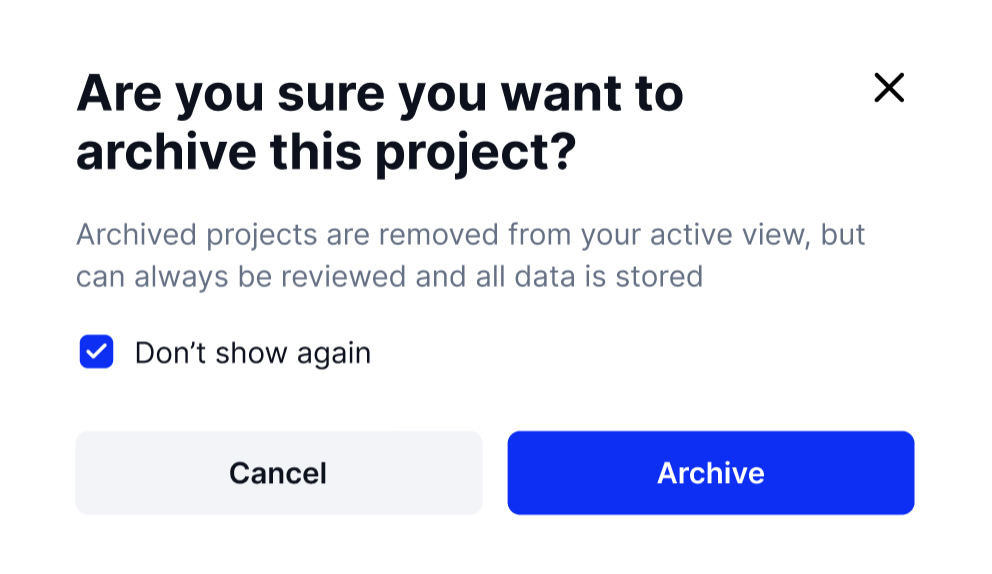 Are you sure you want to
archive this project?
Archived projects are removed from your active view, but
can always be reviewed and all data is stored
Don’t show again
Cancel
Archive